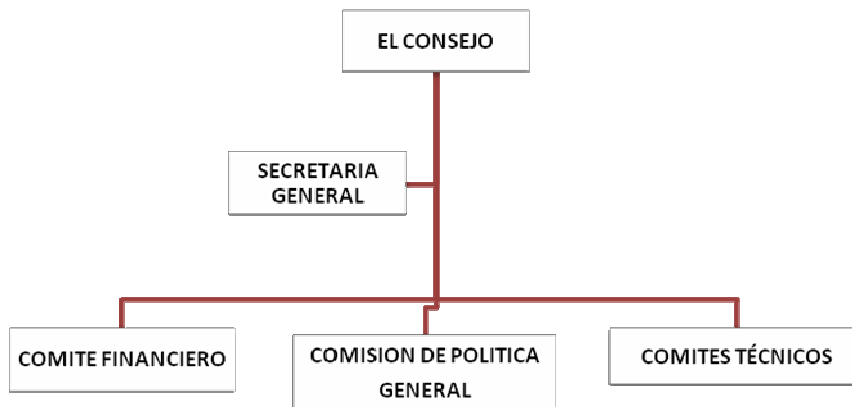 EL CONSEJO
SECRETARIA
GENERAL
COMITE FINANCIERO
COMISION DE POLITICA
GENERAL
COMITES TÉCNICOS